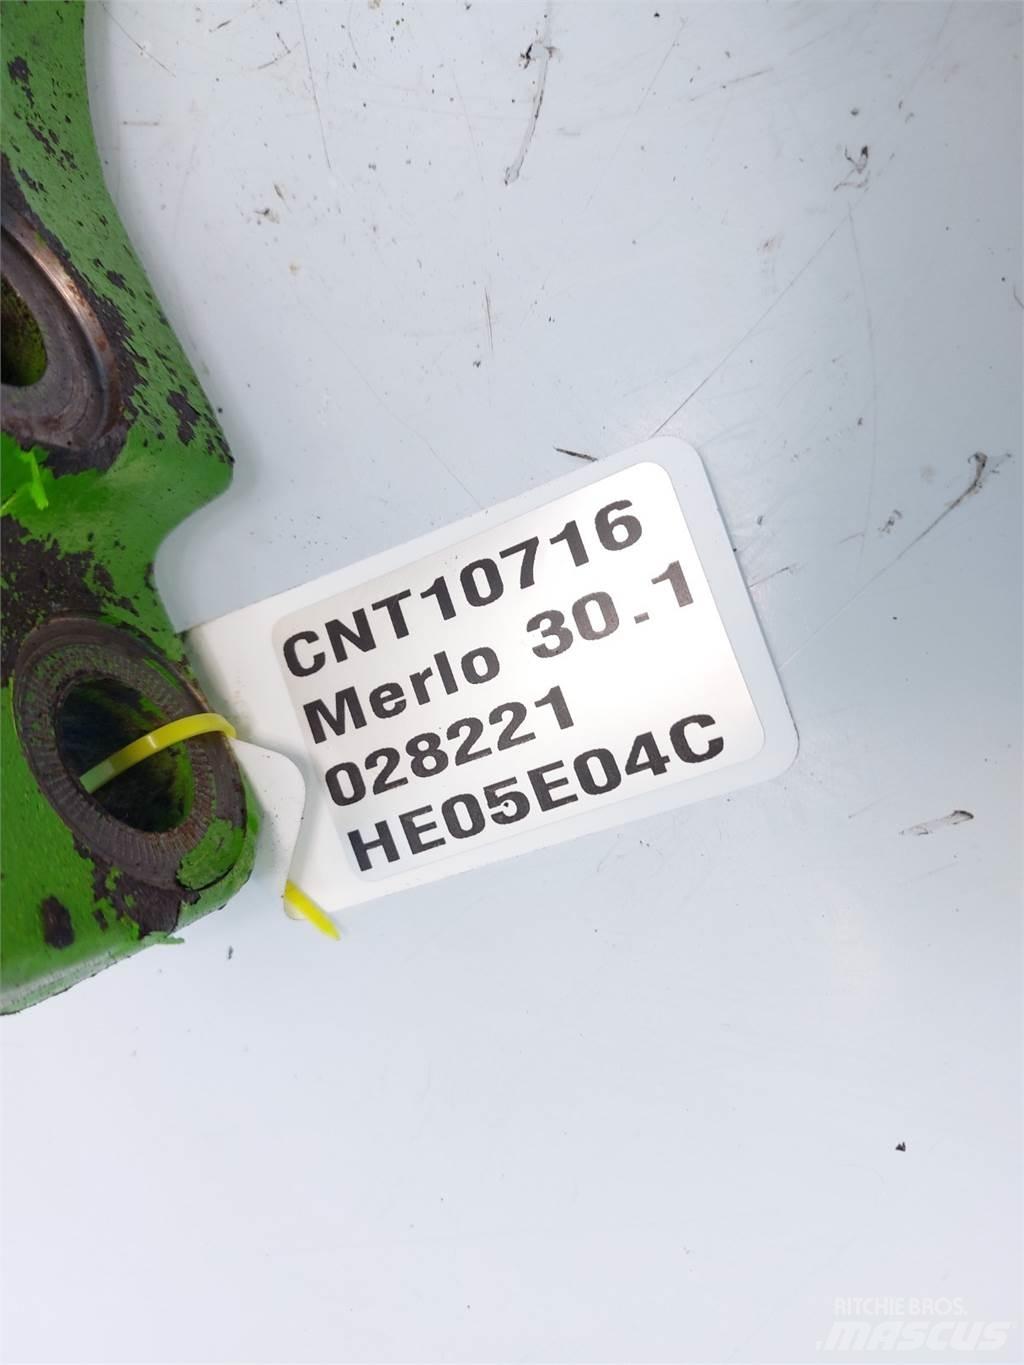 CNT10716
Merlo 30.1
028221
HE05E04C
RITCHIE BROS.
MASCUS